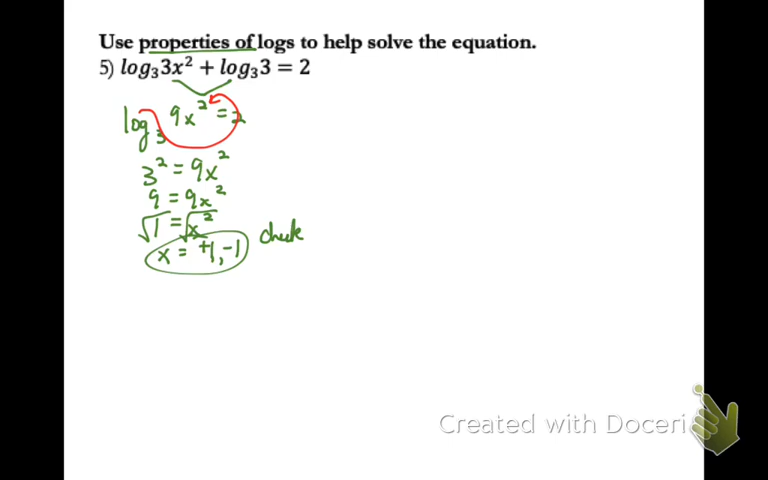 Use properties of logs to help solve the equation.
5) log₃3x² + log₃3 = 2
log₃ 9x² = 2
3² = 9x²
9 = 9x²
√1 = √x²
x = +1, -1 check
Created with Doceri